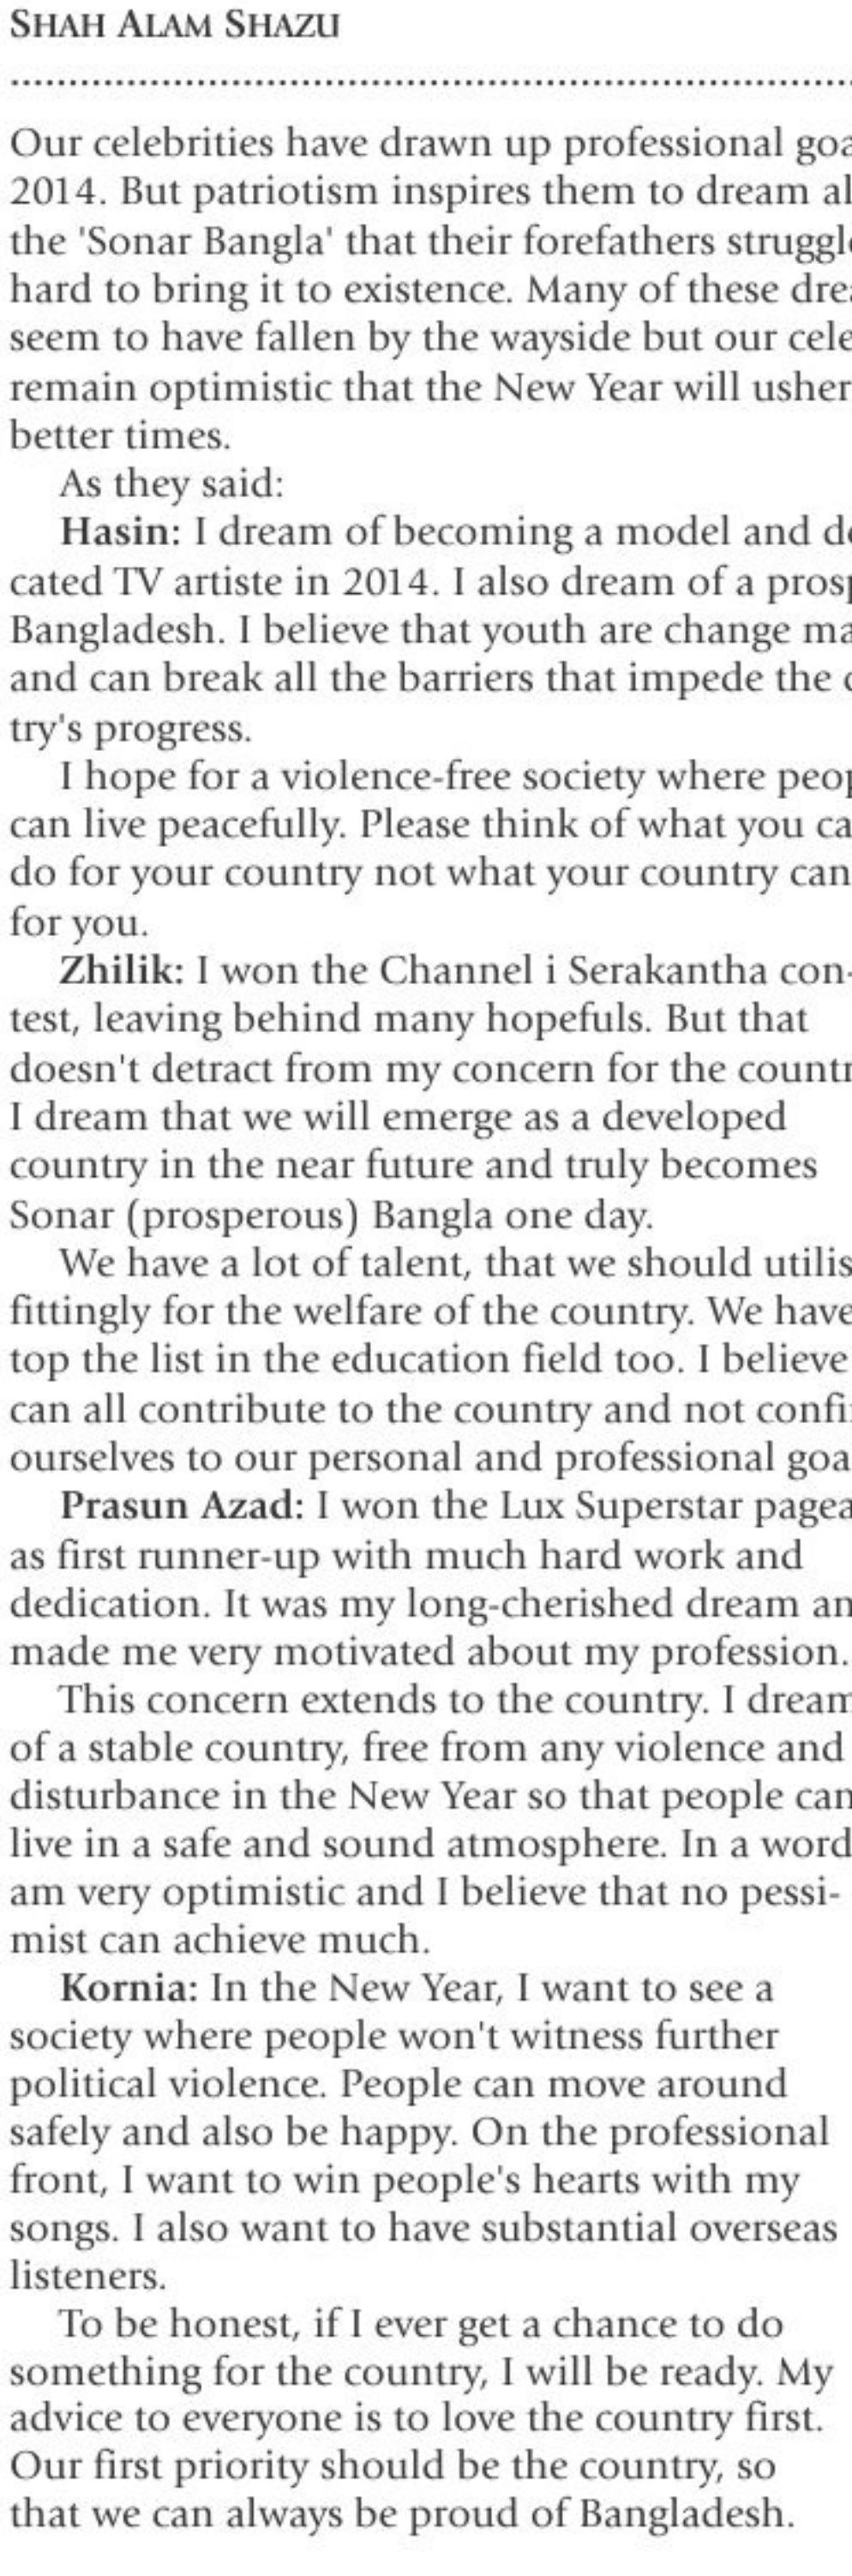 SHAH ALAM SHAZU
Our celebrities have drawn up professional
2014. But patriotism inspires them to dream
the 'Sonar Bangla' that their forefathers
hard to bring it to existence. Many of these
seem to have fallen by the wayside but our
remain optimistic that the New Year will usher
better times.
As they said:
Hasin: I dream of becoming a model and
cated TV artiste in 2014. I also dream of a
Bangladesh. I believe that youth are change
and can break all the barriers that impede the
try's progress.
I hope for a violence-free society where
can live peacefully. Please think of what you
do for your country not what your country can
for you.
Zhilik: I won the Channel i Serakantha con-
test, leaving behind many hopefuls. But that
doesn't detract from my concern for the
I dream that we will emerge as a developed
country in the near future and truly becomes
Sonar (prosperous) Bangla one day.
We have a lot of talent, that we should
fittingly for the welfare of the country. We have
top the list in the education field too. I believe
can all contribute to the country and not
ourselves to our personal and professional
Prasun Azad: I won the Lux Superstar
as first runner-up with much hard work and
dedication. It was my long-cherished dream
made me very motivated about my profession.
This concern extends to the country. I dream
of a stable country, free from any violence and
disturbance in the New Year so that people can
live in a safe and sound atmosphere. In a word
am very optimistic and I believe that no pessi-
mist can achieve much.
Kornia: In the New Year, I want to see a
society where people won't witness further
political violence. People can move around
safely and also be happy. On the professional
front, I want to win people's hearts with my
songs. I also want to have substantial overseas
listeners.
To be honest, if I ever get a chance to do
something for the country, I will be ready. My
advice to everyone is to love the country first.
Our first priority should be the country, so
that we can always be proud of Bangladesh.